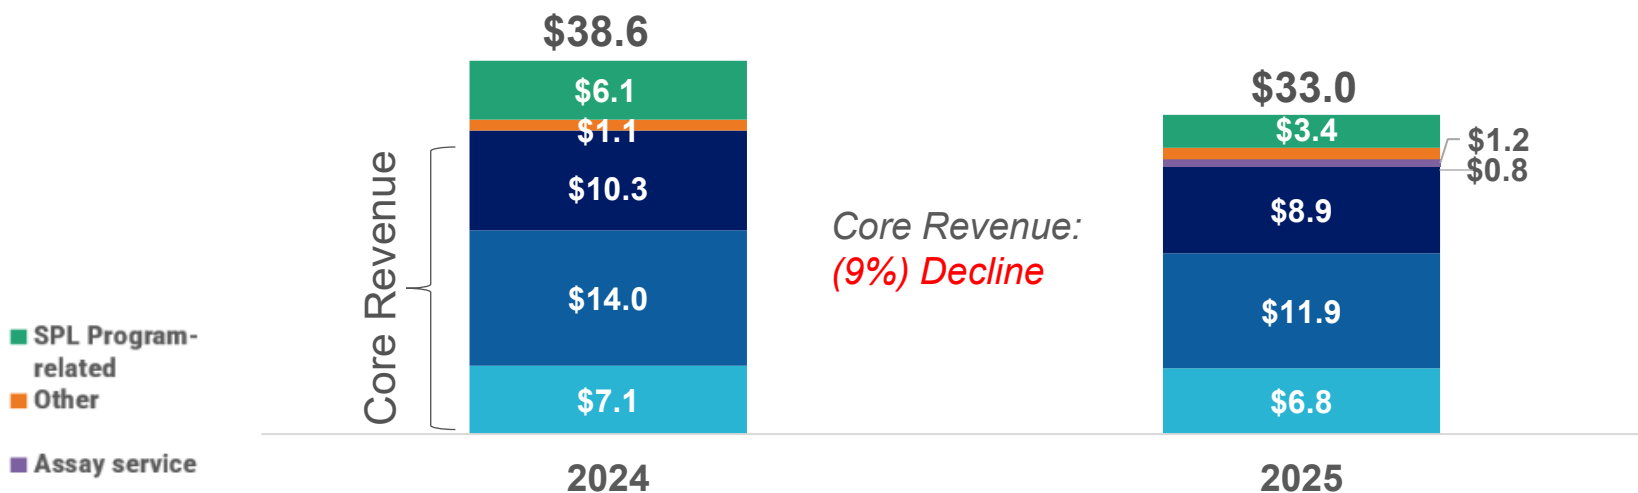 $38.6
$6.1
$1.1
$10.3
$14.0
$7.1
Core Revenue
2024
Core Revenue:
(9%) Decline
$33.0
$3.4
$1.2
$0.8
$8.9
$11.9
$6.8
2025
SPL Program-
related
Other
Assay service